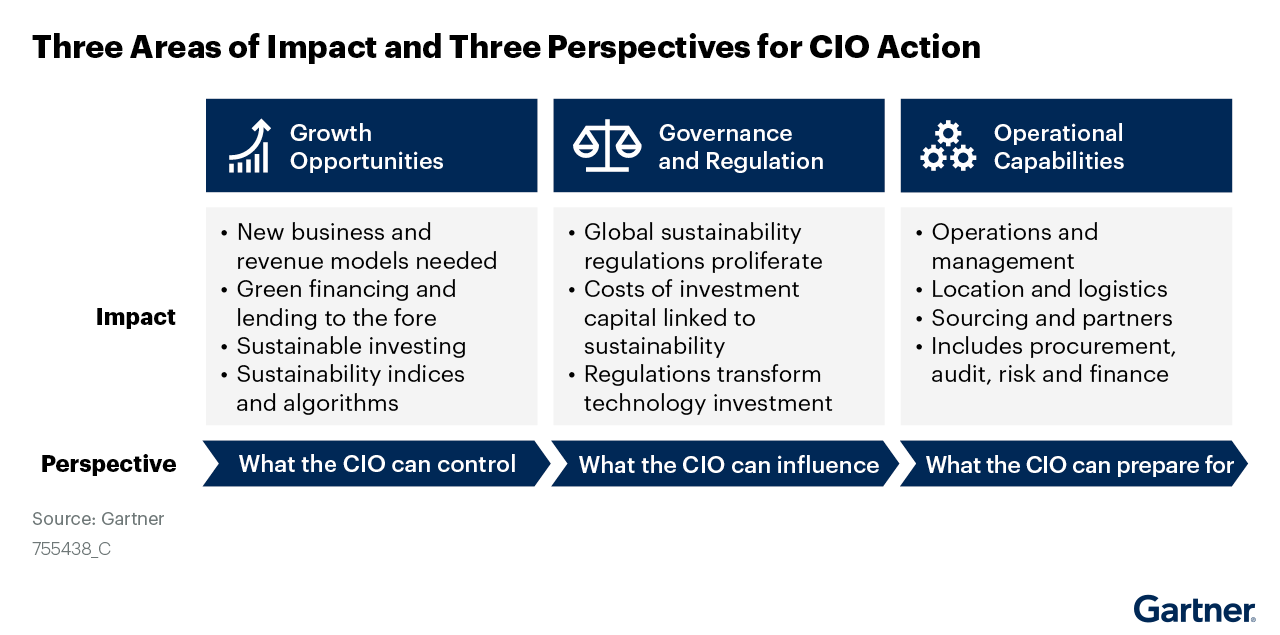 Three Areas of Impact and Three Perspectives for CIO Action
Growth
Opportunities
Governance
and Regulation
Operational
Capabilities
Impact
• New business and
revenue models needed
• Green financing and
lending to the fore
• Sustainable investing
• Sustainability indices
and algorithms
• Global sustainability
regulations proliferate
• Costs of investment
capital linked to
sustainability
• Regulations transform
technology investment
• Operations and
management
• Location and logistics
• Sourcing and partners
• Includes procurement,
audit, risk and finance
Perspective
What the CIO can control
What the CIO can influence
What the CIO can prepare for
Source: Gartner
755438_C
Gartner®